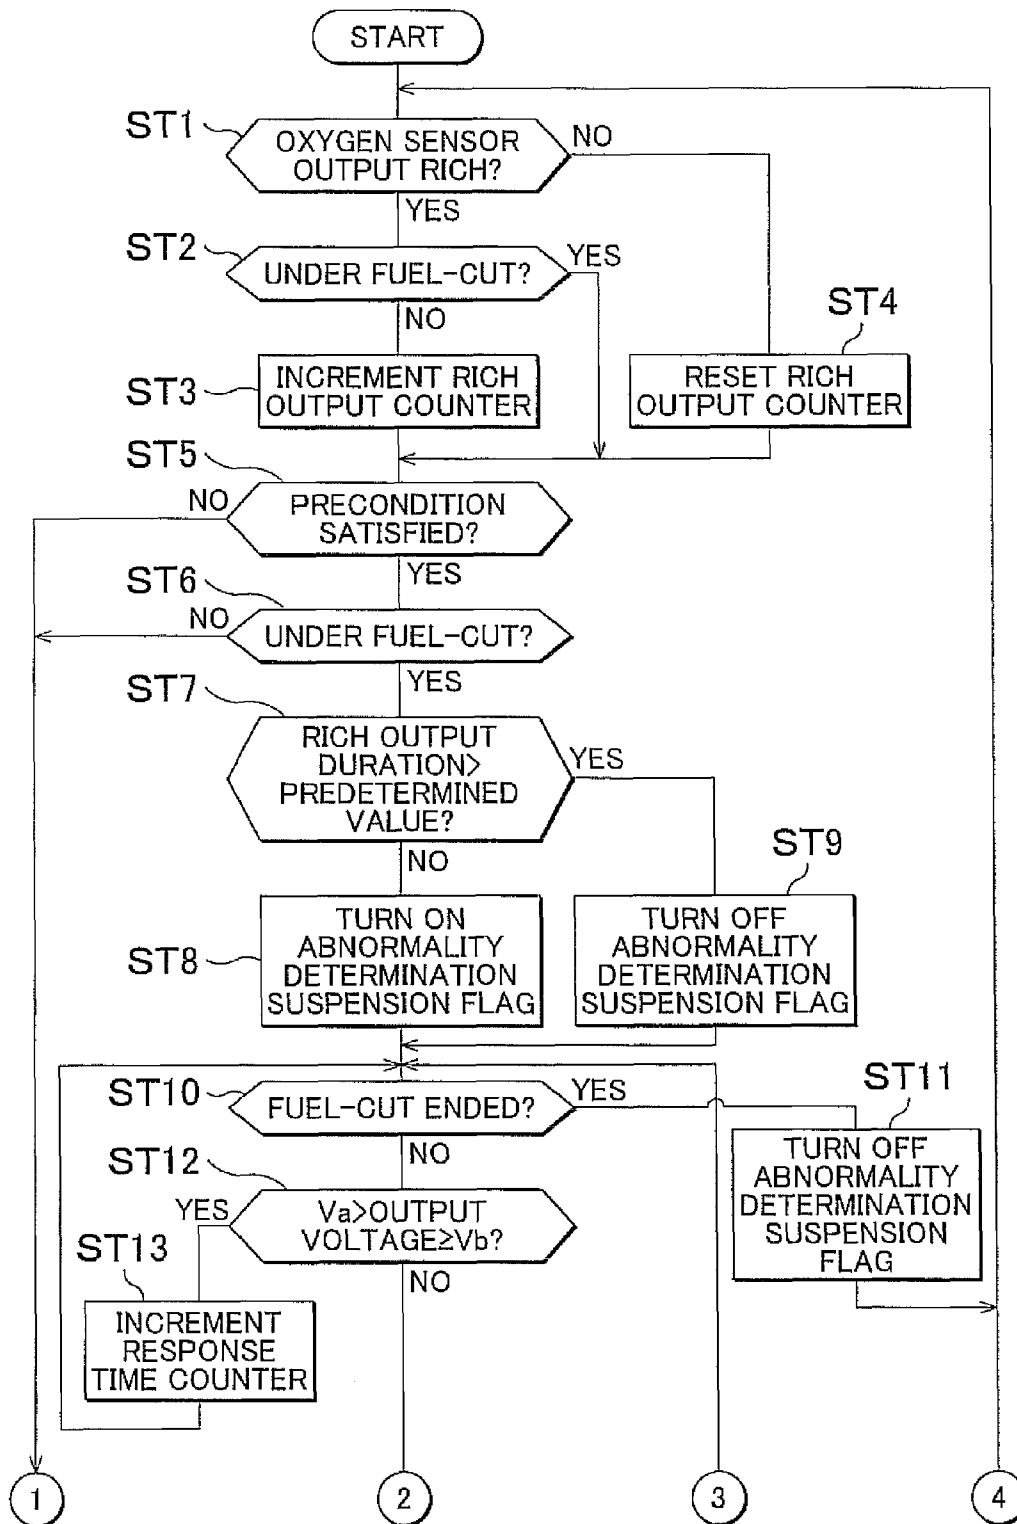 START
ST1
OXYGEN SENSOR
OUTPUT RICH?
NO
YES
ST2
UNDER FUEL-CUT?
YES
NO
ST3
INCREMENT RICH
OUTPUT COUNTER
ST4
RESET RICH
OUTPUT COUNTER
ST5
NO
PRECONDITION
SATISFIED?
YES
ST6
NO
UNDER FUEL-CUT?
YES
ST7
RICH OUTPUT
DURATION>
PREDETERMINED
VALUE?
YES
NO
ST8
TURN ON
ABNORMALITY
DETERMINATION
SUSPENSION FLAG
ST9
TURN OFF
ABNORMALITY
DETERMINATION
SUSPENSION FLAG
ST10
FUEL-CUT ENDED?
YES
NO
ST11
TURN OFF
ABNORMALITY
DETERMINATION
SUSPENSION
FLAG
ST12
YES
Va>OUTPUT
VOLTAGE≥Vb?
NO
ST13
INCREMENT
RESPONSE
TIME COUNTER
1
2
3
4